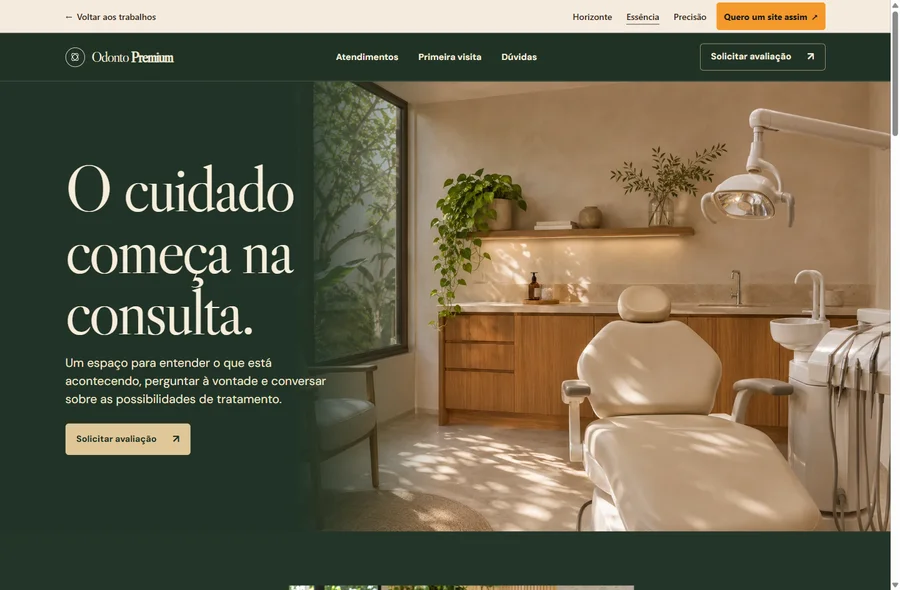 ← Voltar aos trabalhos
Horizonte Essência Precisão Quero um site assim ↗
Odonto Premium
Atendimentos Primeira visita Dúvidas
Solicitar avaliação
O cuidado
começa na
consulta.
Um espaço para entender o que está
acontecendo, perguntar à vontade e conversar
sobre as possibilidades de tratamento.
Solicitar avaliação